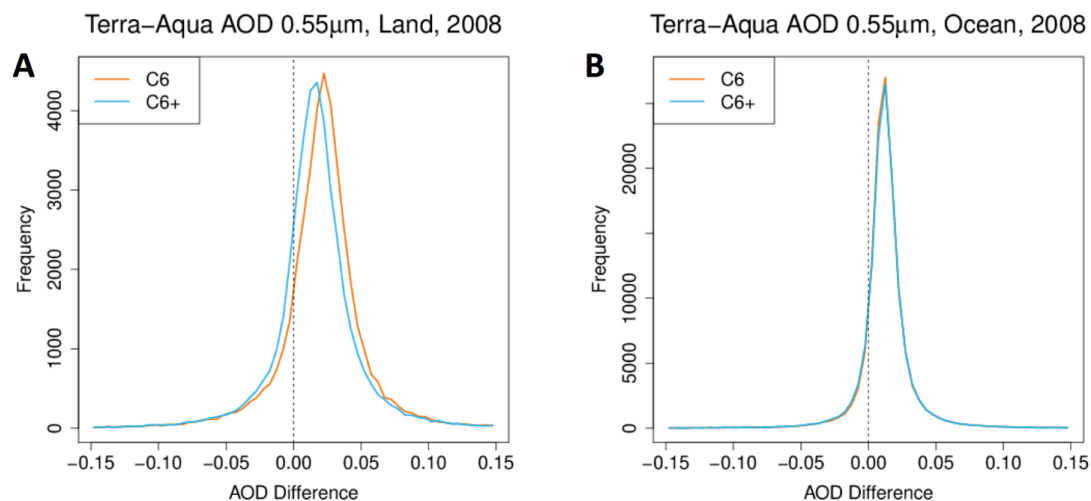 Terra−Aqua AOD 0.55μm, Land, 2008
A
C6
C6+
Frequency
4000
3000
2000
1000
0
−0.15 −0.10 −0.05 0.00 0.05 0.10 0.15
AOD Difference
Terra−Aqua AOD 0.55μm, Ocean, 2008
B
C6
C6+
Frequency
20000
10000
5000
0
−0.15 −0.10 −0.05 0.00 0.05 0.10 0.15
AOD Difference